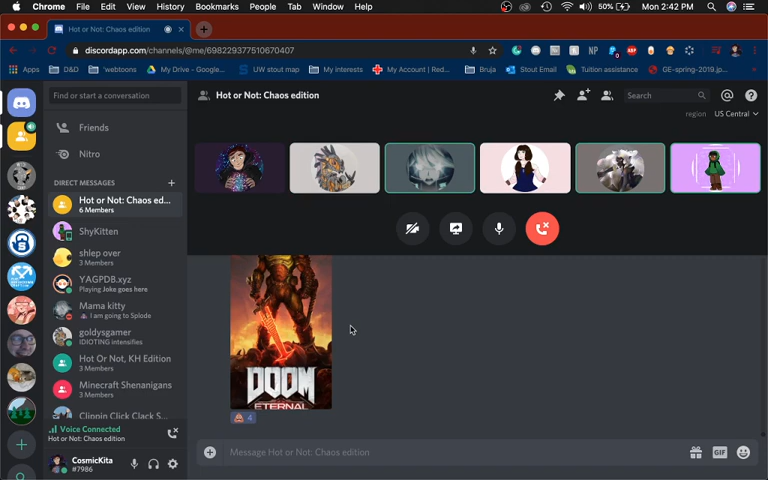 Chrome File Edit View History Bookmarks People Tab Window Help 50% Mon 2:42 PM
Hot or Not: Chaos edition
discordapp.com/channels/@me/698229377510670407
Apps D&D *webtoons My Drive - Google... UW stout map My interests My Account | Red... Bruja Stout Email Tuition assistance GE-spring-2019.jp...
Find or start a conversation
Hot or Not: Chaos edition
Search
region US Central
Friends
Nitro
DIRECT MESSAGES
Hot or Not: Chaos ed...
6 Members
ShyKitten
shlep over
3 Members
YAGPDB.xyz
Playing Joke goes here
Mama kitty
I am going to Splode
goldysgamer
IDIOTING intensifies
Hot Or Not, KH Edition
2 Members
Minecraft Shenanigans
3 Members
Clippin Click Clack S...
DOOM
ETERNAL
4
Voice Connected
Hot or Not: Chaos edition
CosmicKita
#7986
Message Hot or Not: Chaos edition
GIF